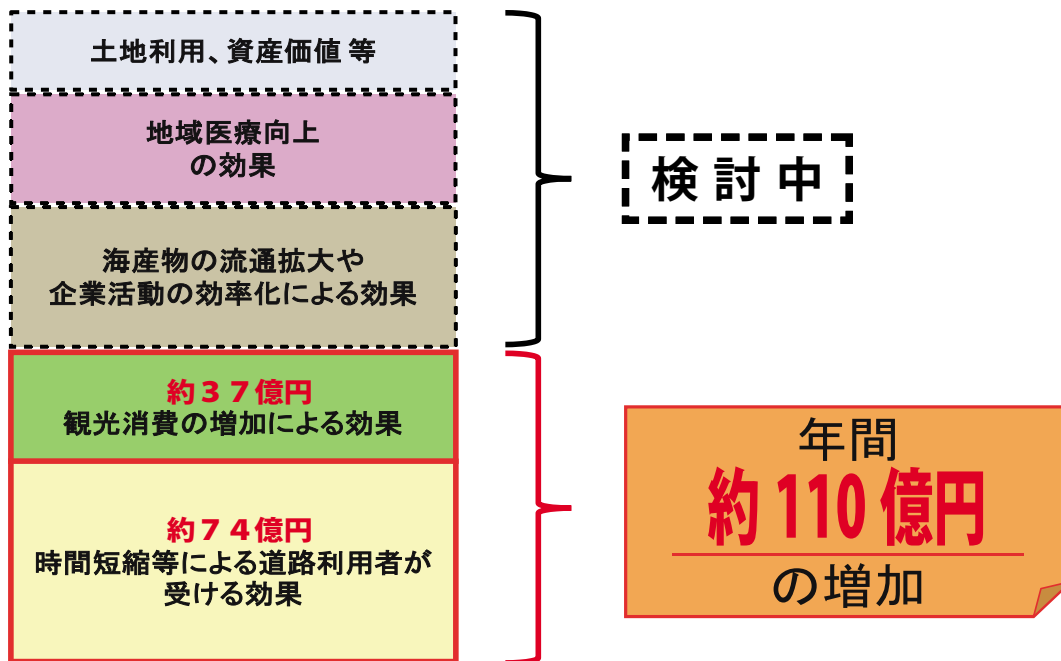 土地利用、資産価値 等
地域医療向上
の効果
海産物の流通拡大や
企業活動の効率化による効果
約３７億円
観光消費の増加による効果
約７４億円
時間短縮等による道路利用者が
受ける効果
検討中
年間
約110億円
の増加